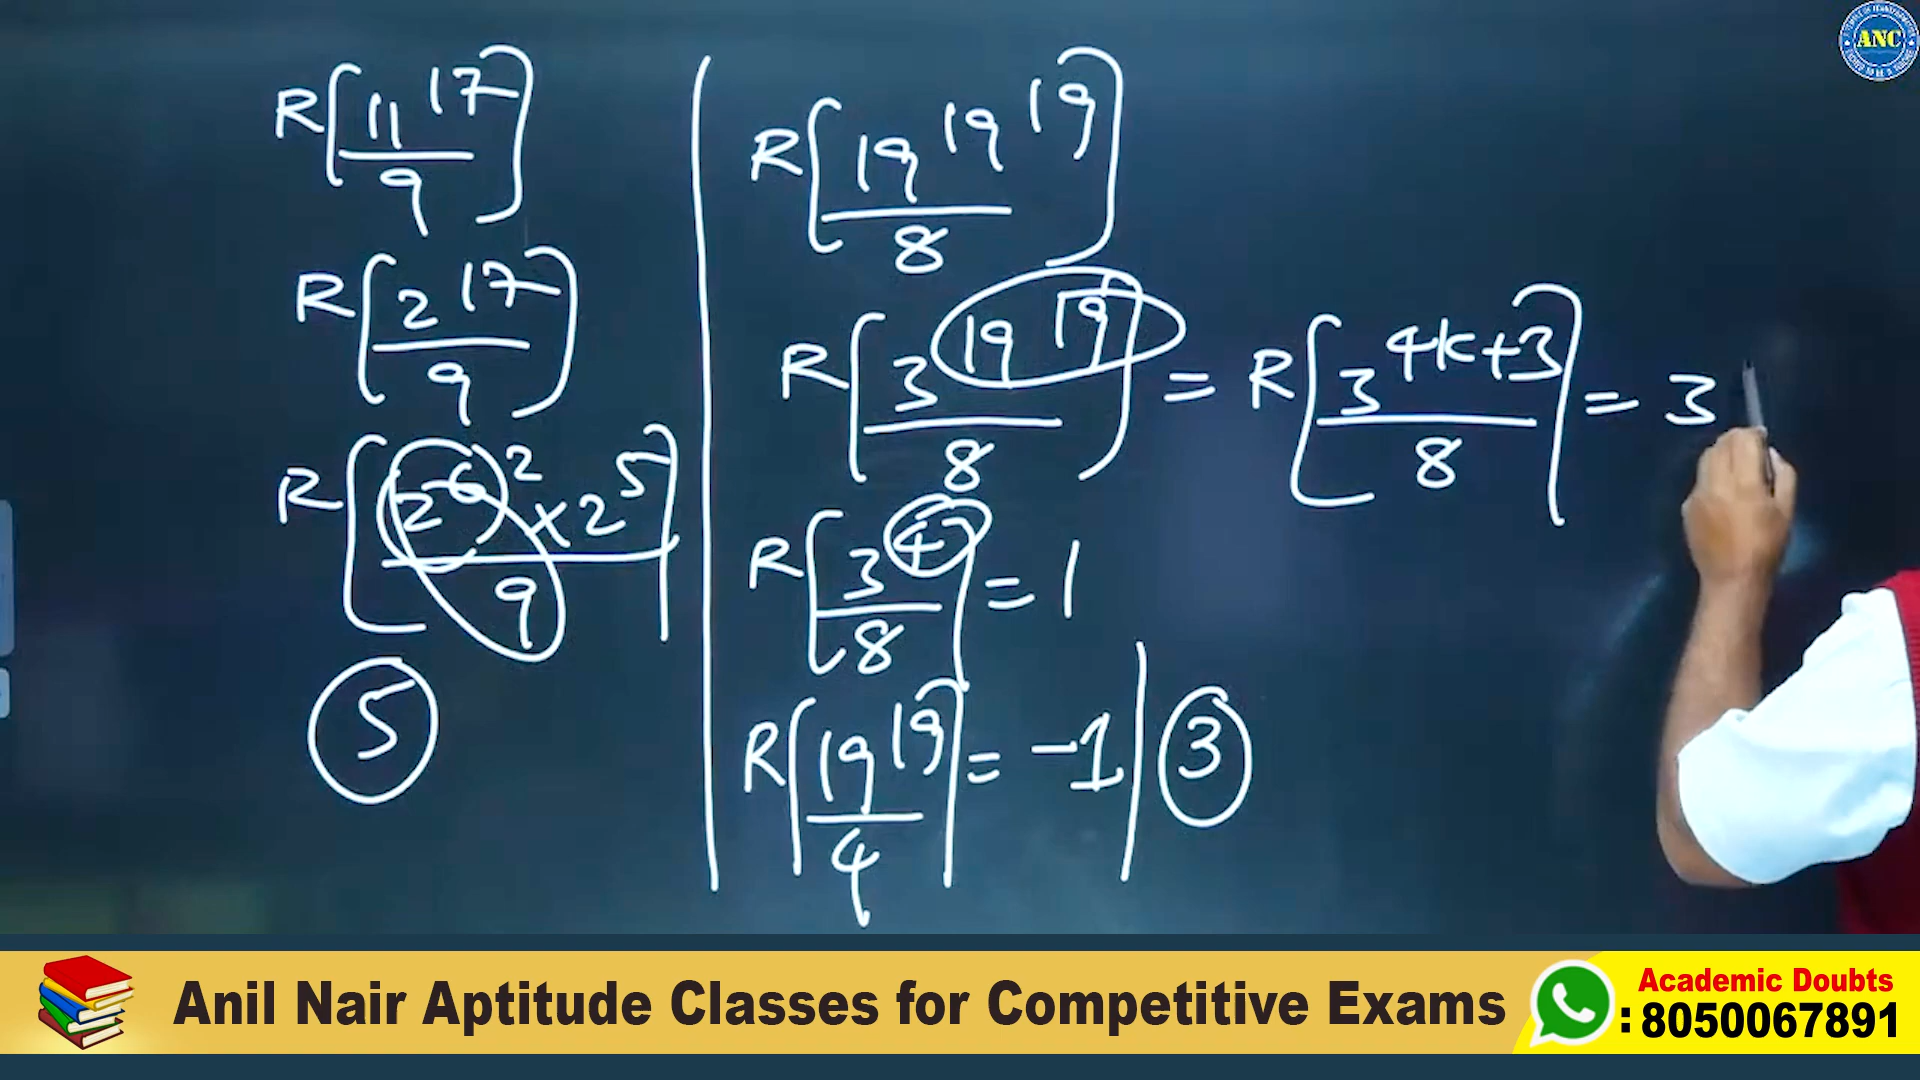 ANC
R[11^17/9]
R[2^17/9]
R[(2^6)^2 × 2^5/9]
5
R[19^19^19/8]
R[3^19^19/8] = R[3^4k+3/8] = 3
R[3^4/8] = 1
R[19^19/4] = -1 | 3
Anil Nair Aptitude Classes for Competitive Exams
Academic Doubts
: 8050067891